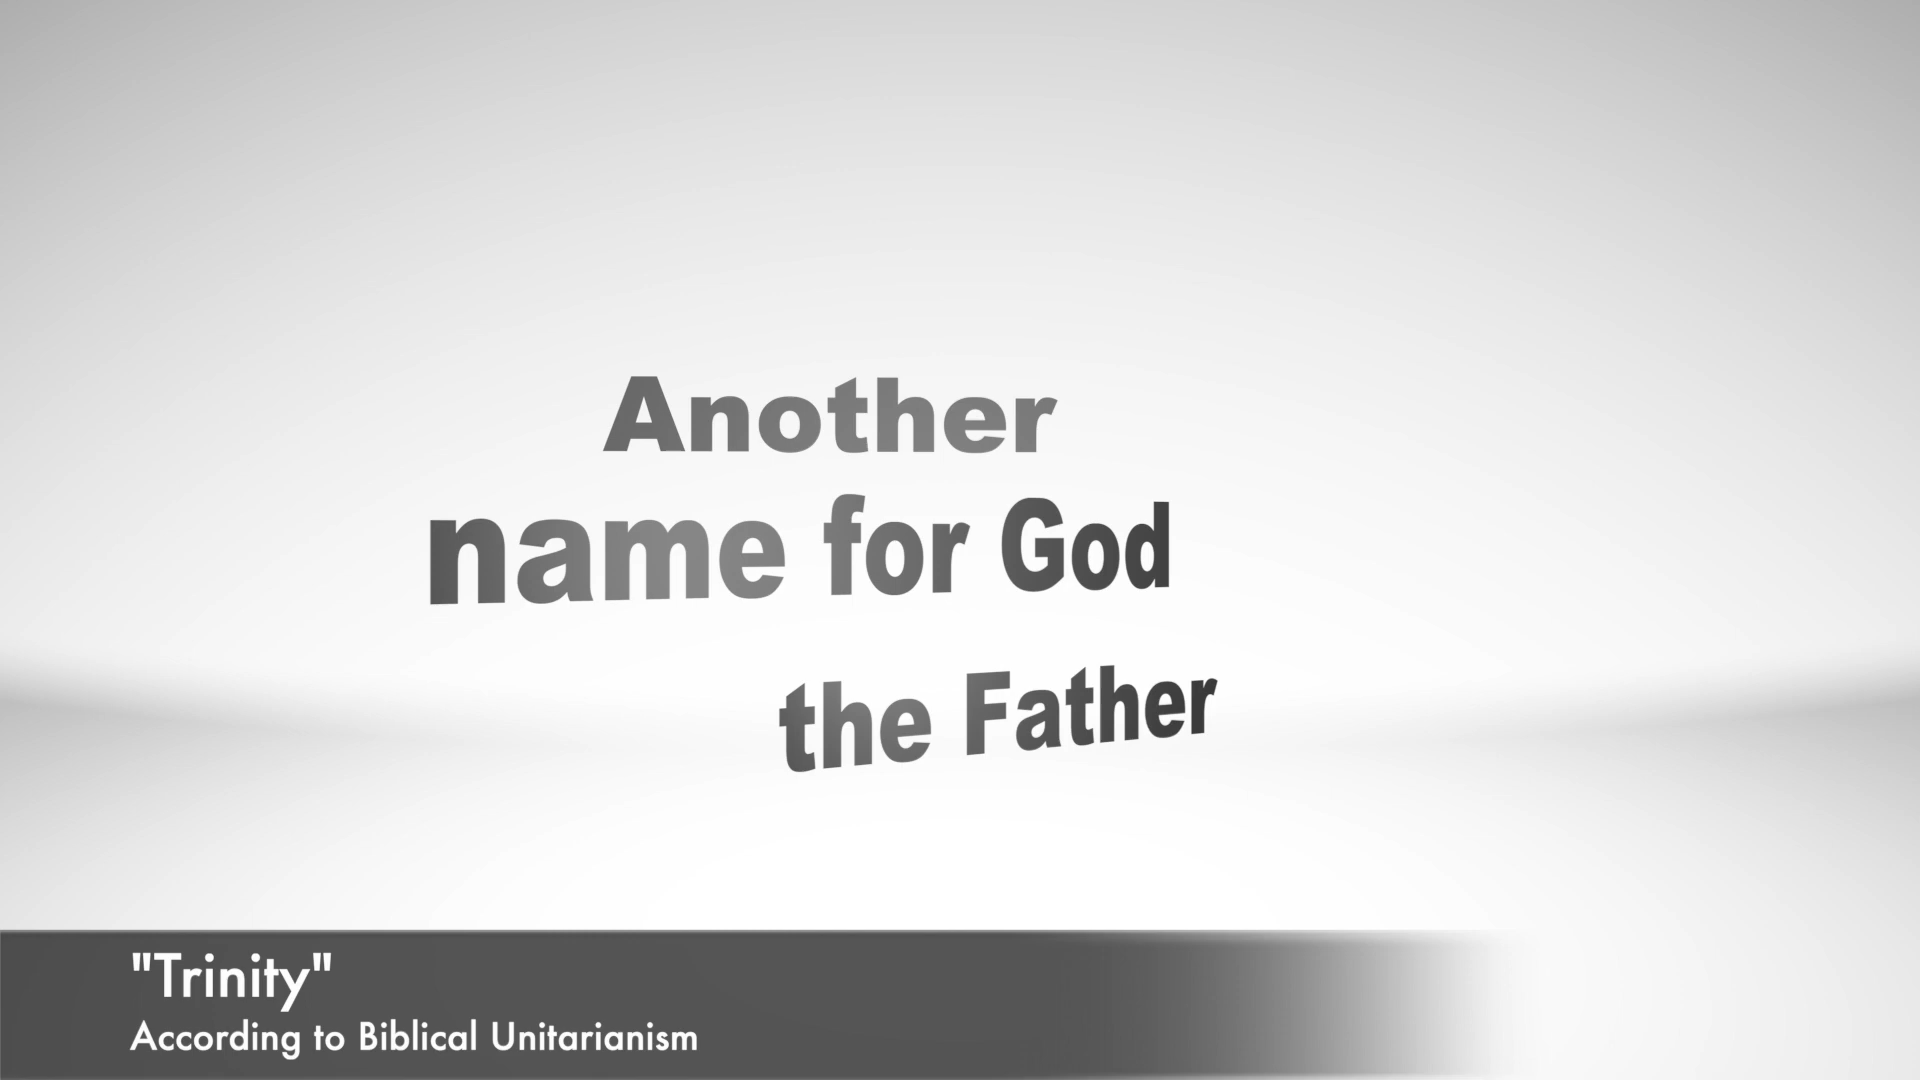 Another
name for God
the Father
"Trinity"
According to Biblical Unitarianism